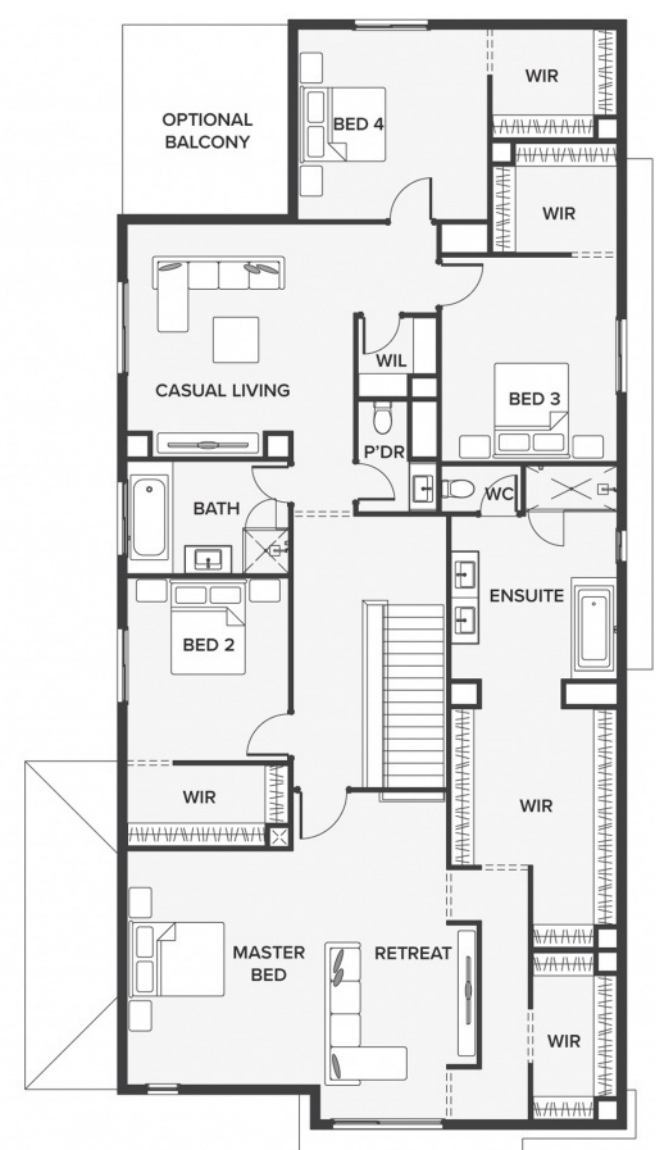 WIR
OPTIONAL
BALCONY
BED 4
WIR
WIL
CASUAL LIVING
BED 3
P'DR
WC
BATH
ENSUITE
BED 2
WIR
WIR
MASTER
BED
RETREAT
WIR